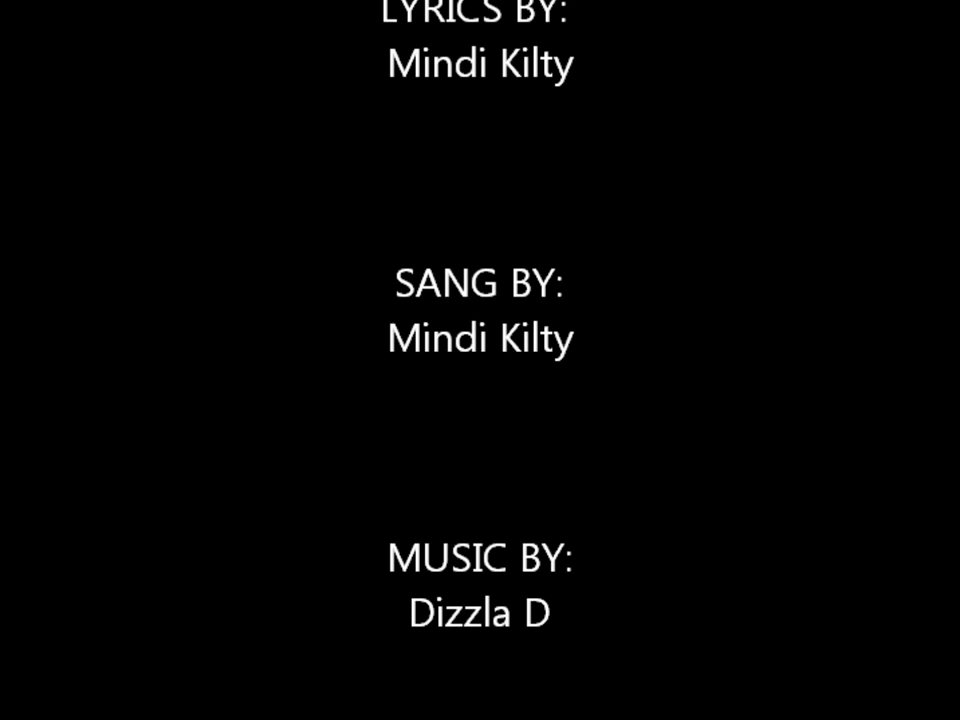 LYRICS BY:
Mindi Kilty
SANG BY:
Mindi Kilty
MUSIC BY:
Dizzla D